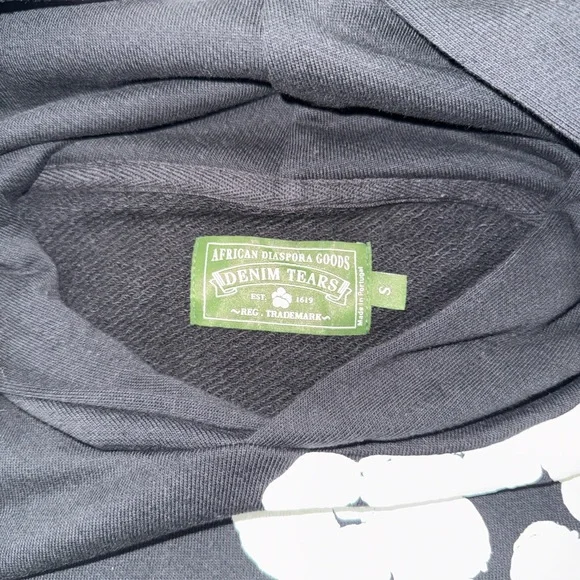 AFRICAN DIASPORA GOODS
DENIM TEARS
EST. 1619
~REG. TRADEMARK~
S
Made in Portugal